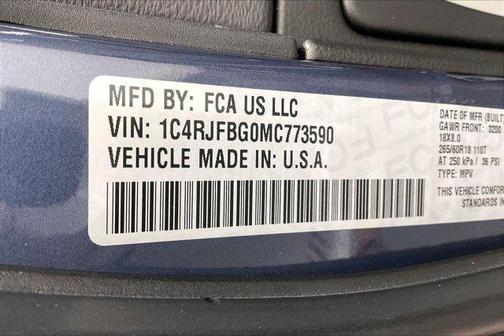 MFD BY: FCA US LLC
VIN: 1C4RJFBG0MC773590
VEHICLE MADE IN: U.S.A.
DATE OF MFR (BUILT
GAWR FRONT: 3200
18X8.0
265/60R18 110T
AT 250 kPa / 36 PSI
TYPE: MPV
THIS VEHICLE CONFOR
STANDARDS IN